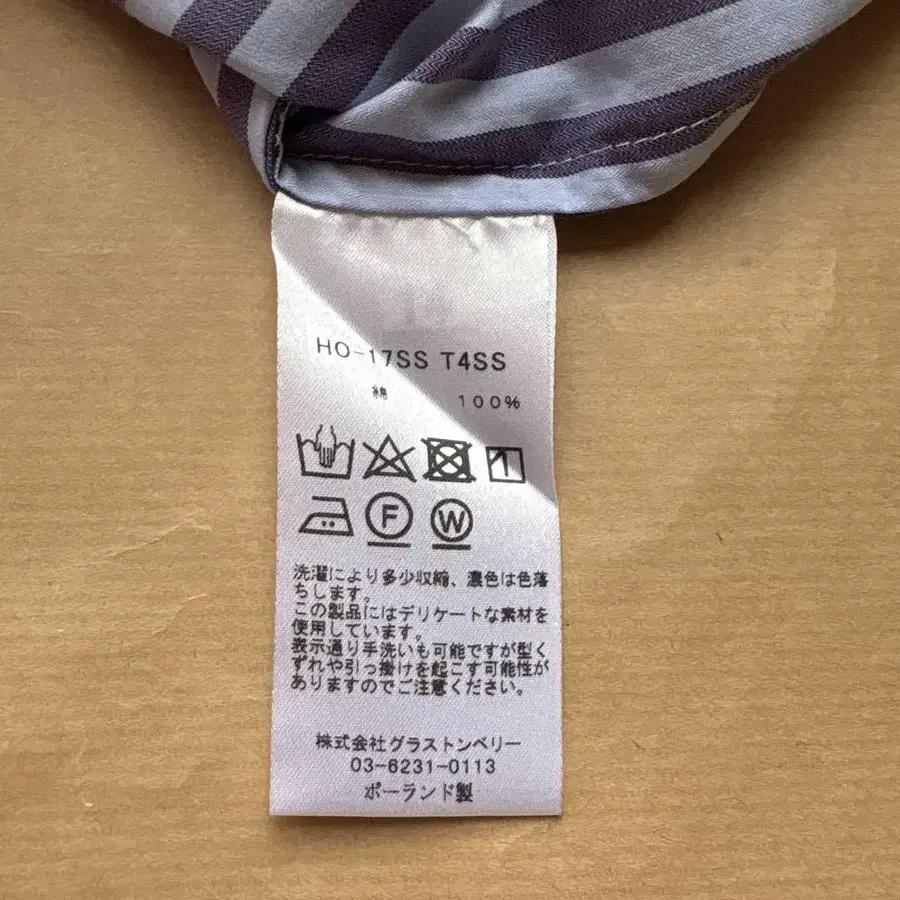 HO-17SS T4SS
綿 100%
1
F W
洗濯により多少収縮、濃色は色落
ちします。
この製品にはデリケートな素材を
使用しています。
表示通り手洗いも可能ですが型く
ずれや引っ掛けを起こす可能性が
ありますのでご注意ください。
株式会社グラストンベリー
03-6231-0113
ポーランド製